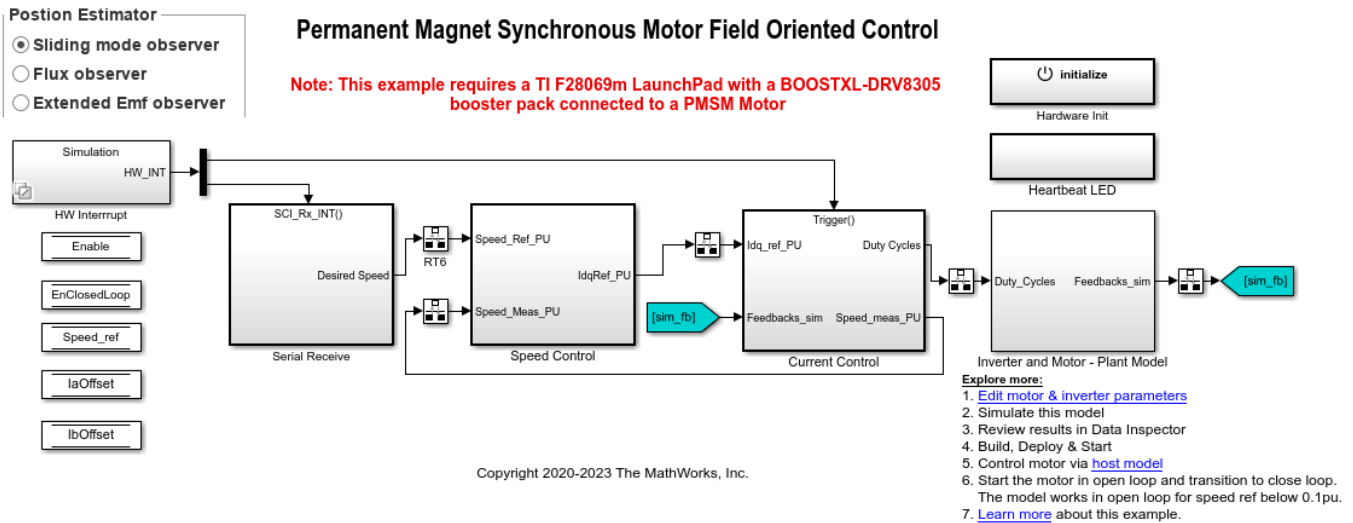 Postion Estimator
Sliding mode observer
Flux observer
Extended Emf observer
Permanent Magnet Synchronous Motor Field Oriented Control
Note: This example requires a TI F28069m LaunchPad with a BOOSTXL-DRV8305
booster pack connected to a PMSM Motor
initialize
Hardware Init
Heartbeat LED
Simulation
HW_INT
HW Interrrupt
Enable
EnClosedLoop
Speed_ref
IaOffset
IbOffset
SCI_Rx_INT()
Desired Speed
Serial Receive
RT6
Speed_Ref_PU
IdqRef_PU
Speed_Meas_PU
Speed Control
[sim_fb]
Trigger()
Idq_ref_PU
Duty Cycles
Feedbacks_sim
Speed_meas_PU
Current Control
Duty_Cycles
Feedbacks_sim
Inverter and Motor - Plant Model
[sim_fb]
Explore more:
1. Edit motor & inverter parameters
2. Simulate this model
3. Review results in Data Inspector
4. Build, Deploy & Start
5. Control motor via host model
6. Start the motor in open loop and transition to close loop.
The model works in open loop for speed ref below 0.1pu.
7. Learn more about this example.
Copyright 2020-2023 The MathWorks, Inc.